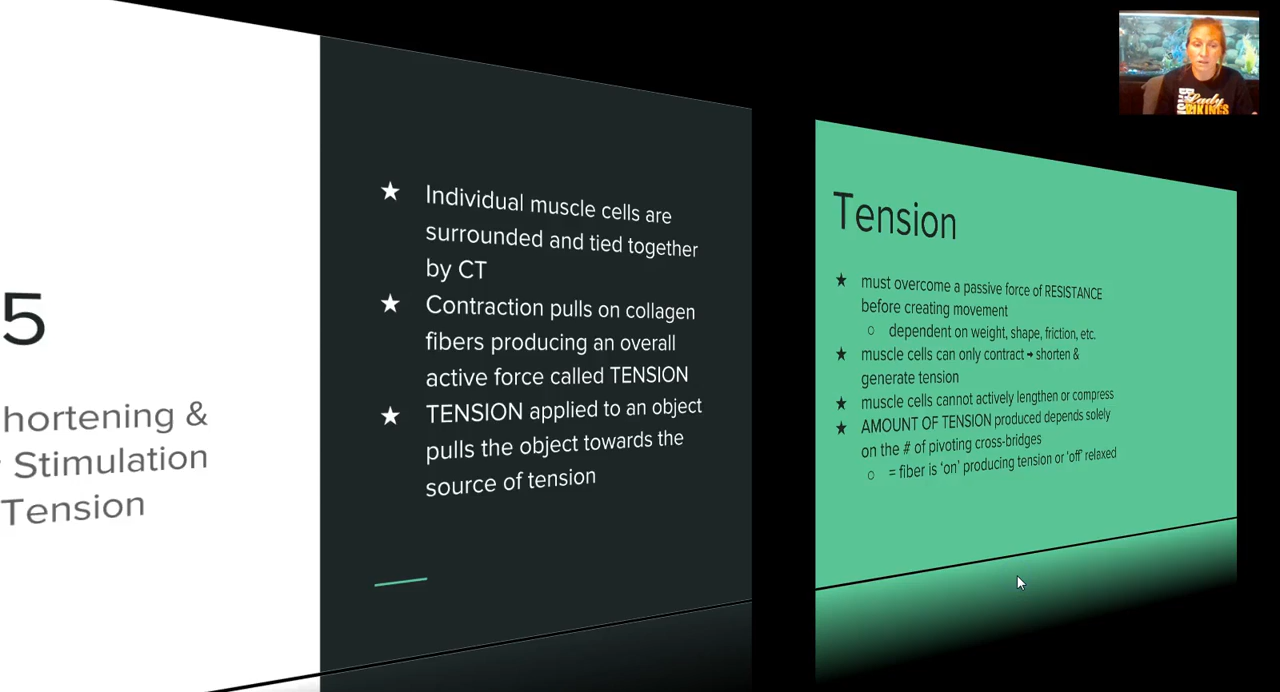 5
hortening &
Stimulation
Tension
★ Individual muscle cells are
surrounded and tied together
by CT
★ Contraction pulls on collagen
fibers producing an overall
active force called TENSION
★ TENSION applied to an object
pulls the object towards the
source of tension
Tension
★ must overcome a passive force of RESISTANCE
before creating movement
○ dependent on weight, shape, friction, etc.
★ muscle cells can only contract → shorten &
generate tension
★ muscle cells cannot actively lengthen or compress
★ AMOUNT OF TENSION produced depends solely
on the # of pivoting cross-bridges
○ = fiber is 'on' producing tension or 'off' relaxed
Lady
VIKINGS